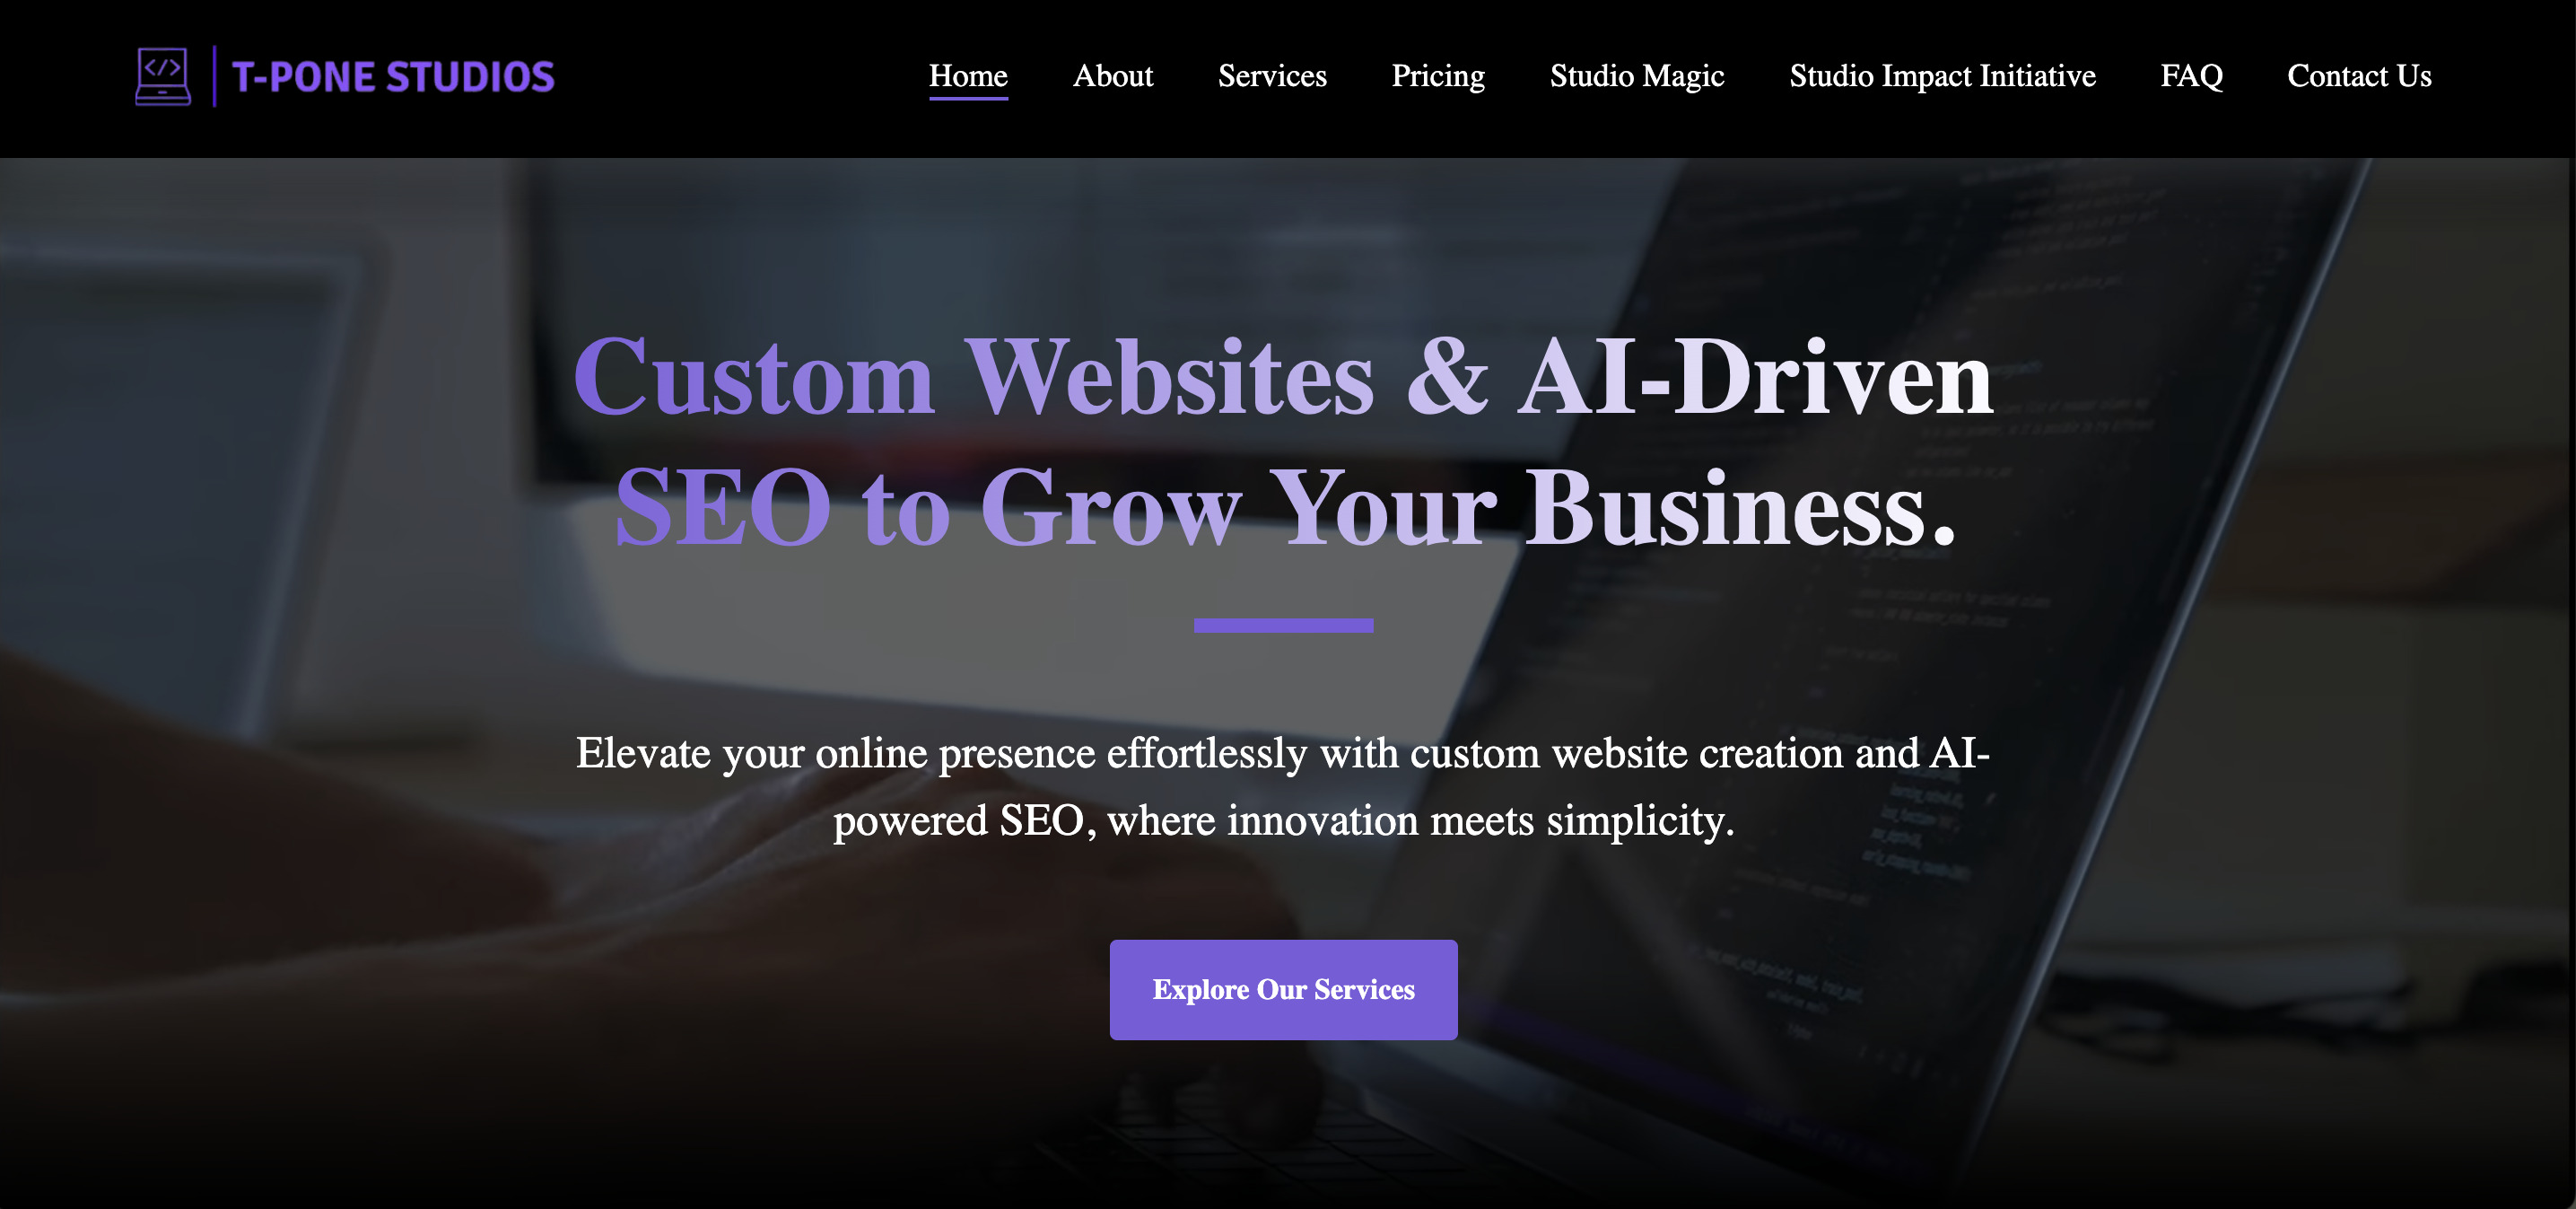 </> T-PONE STUDIOS
Home About Services Pricing Studio Magic Studio Impact Initiative FAQ Contact Us
Custom Websites & AI-Driven
SEO to Grow Your Business.
Elevate your online presence effortlessly with custom website creation and AI-
powered SEO, where innovation meets simplicity.
Explore Our Services